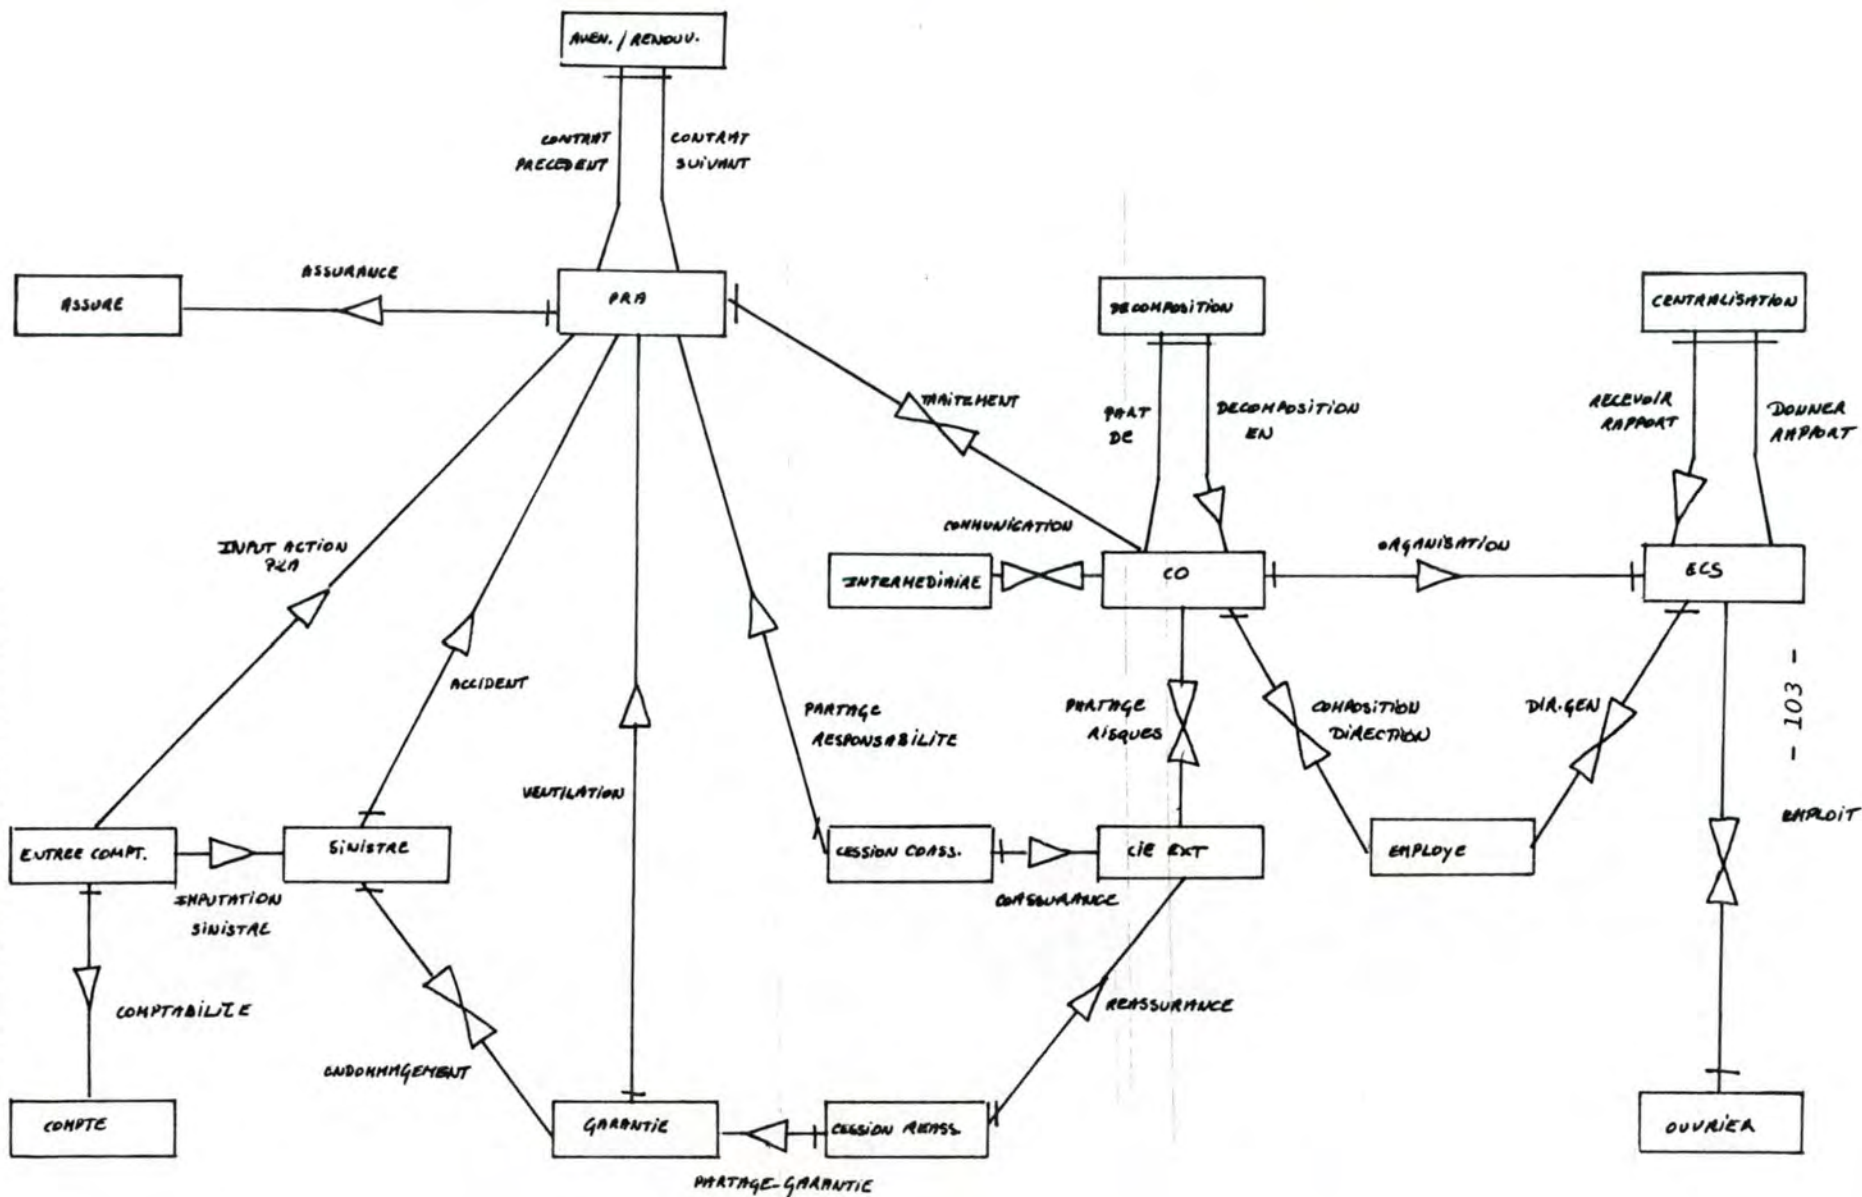 AVEN. / RENOUV.
CONTRAT
PRECEDENT
CONTRAT
SUIVANT
ASSURE
ASSURANCE
PRA
DECOMPOSITION
CENTRALISATION
TRAITEMENT
PART
DE
DECOMPOSITION
EN
RECEVOIR
RAPPORT
DONNER
RAPPORT
INPUT ACTION
PRA
COMMUNICATION
INTERMEDIAIRE
CO
ORGANISATION
ECS
ACCIDENT
PARTAGE
RESPONSABILITE
PARTAGE
RISQUES
COMPOSITION
DIRECTION
DIR.GEN
- 103 -
VENTILATION
EMPLOIT
ENTREE COMPT.
SINISTRE
CESSION COASS.
CIE EXT
EMPLOYE
IMPUTATION
SINISTRE
COASSURANCE
COMPTABILITE
REASSURANCE
ENDOMMAGEMENT
COMPTE
GARANTIE
CESSION REASS.
OUVRIER
PARTAGE-GARANTIE